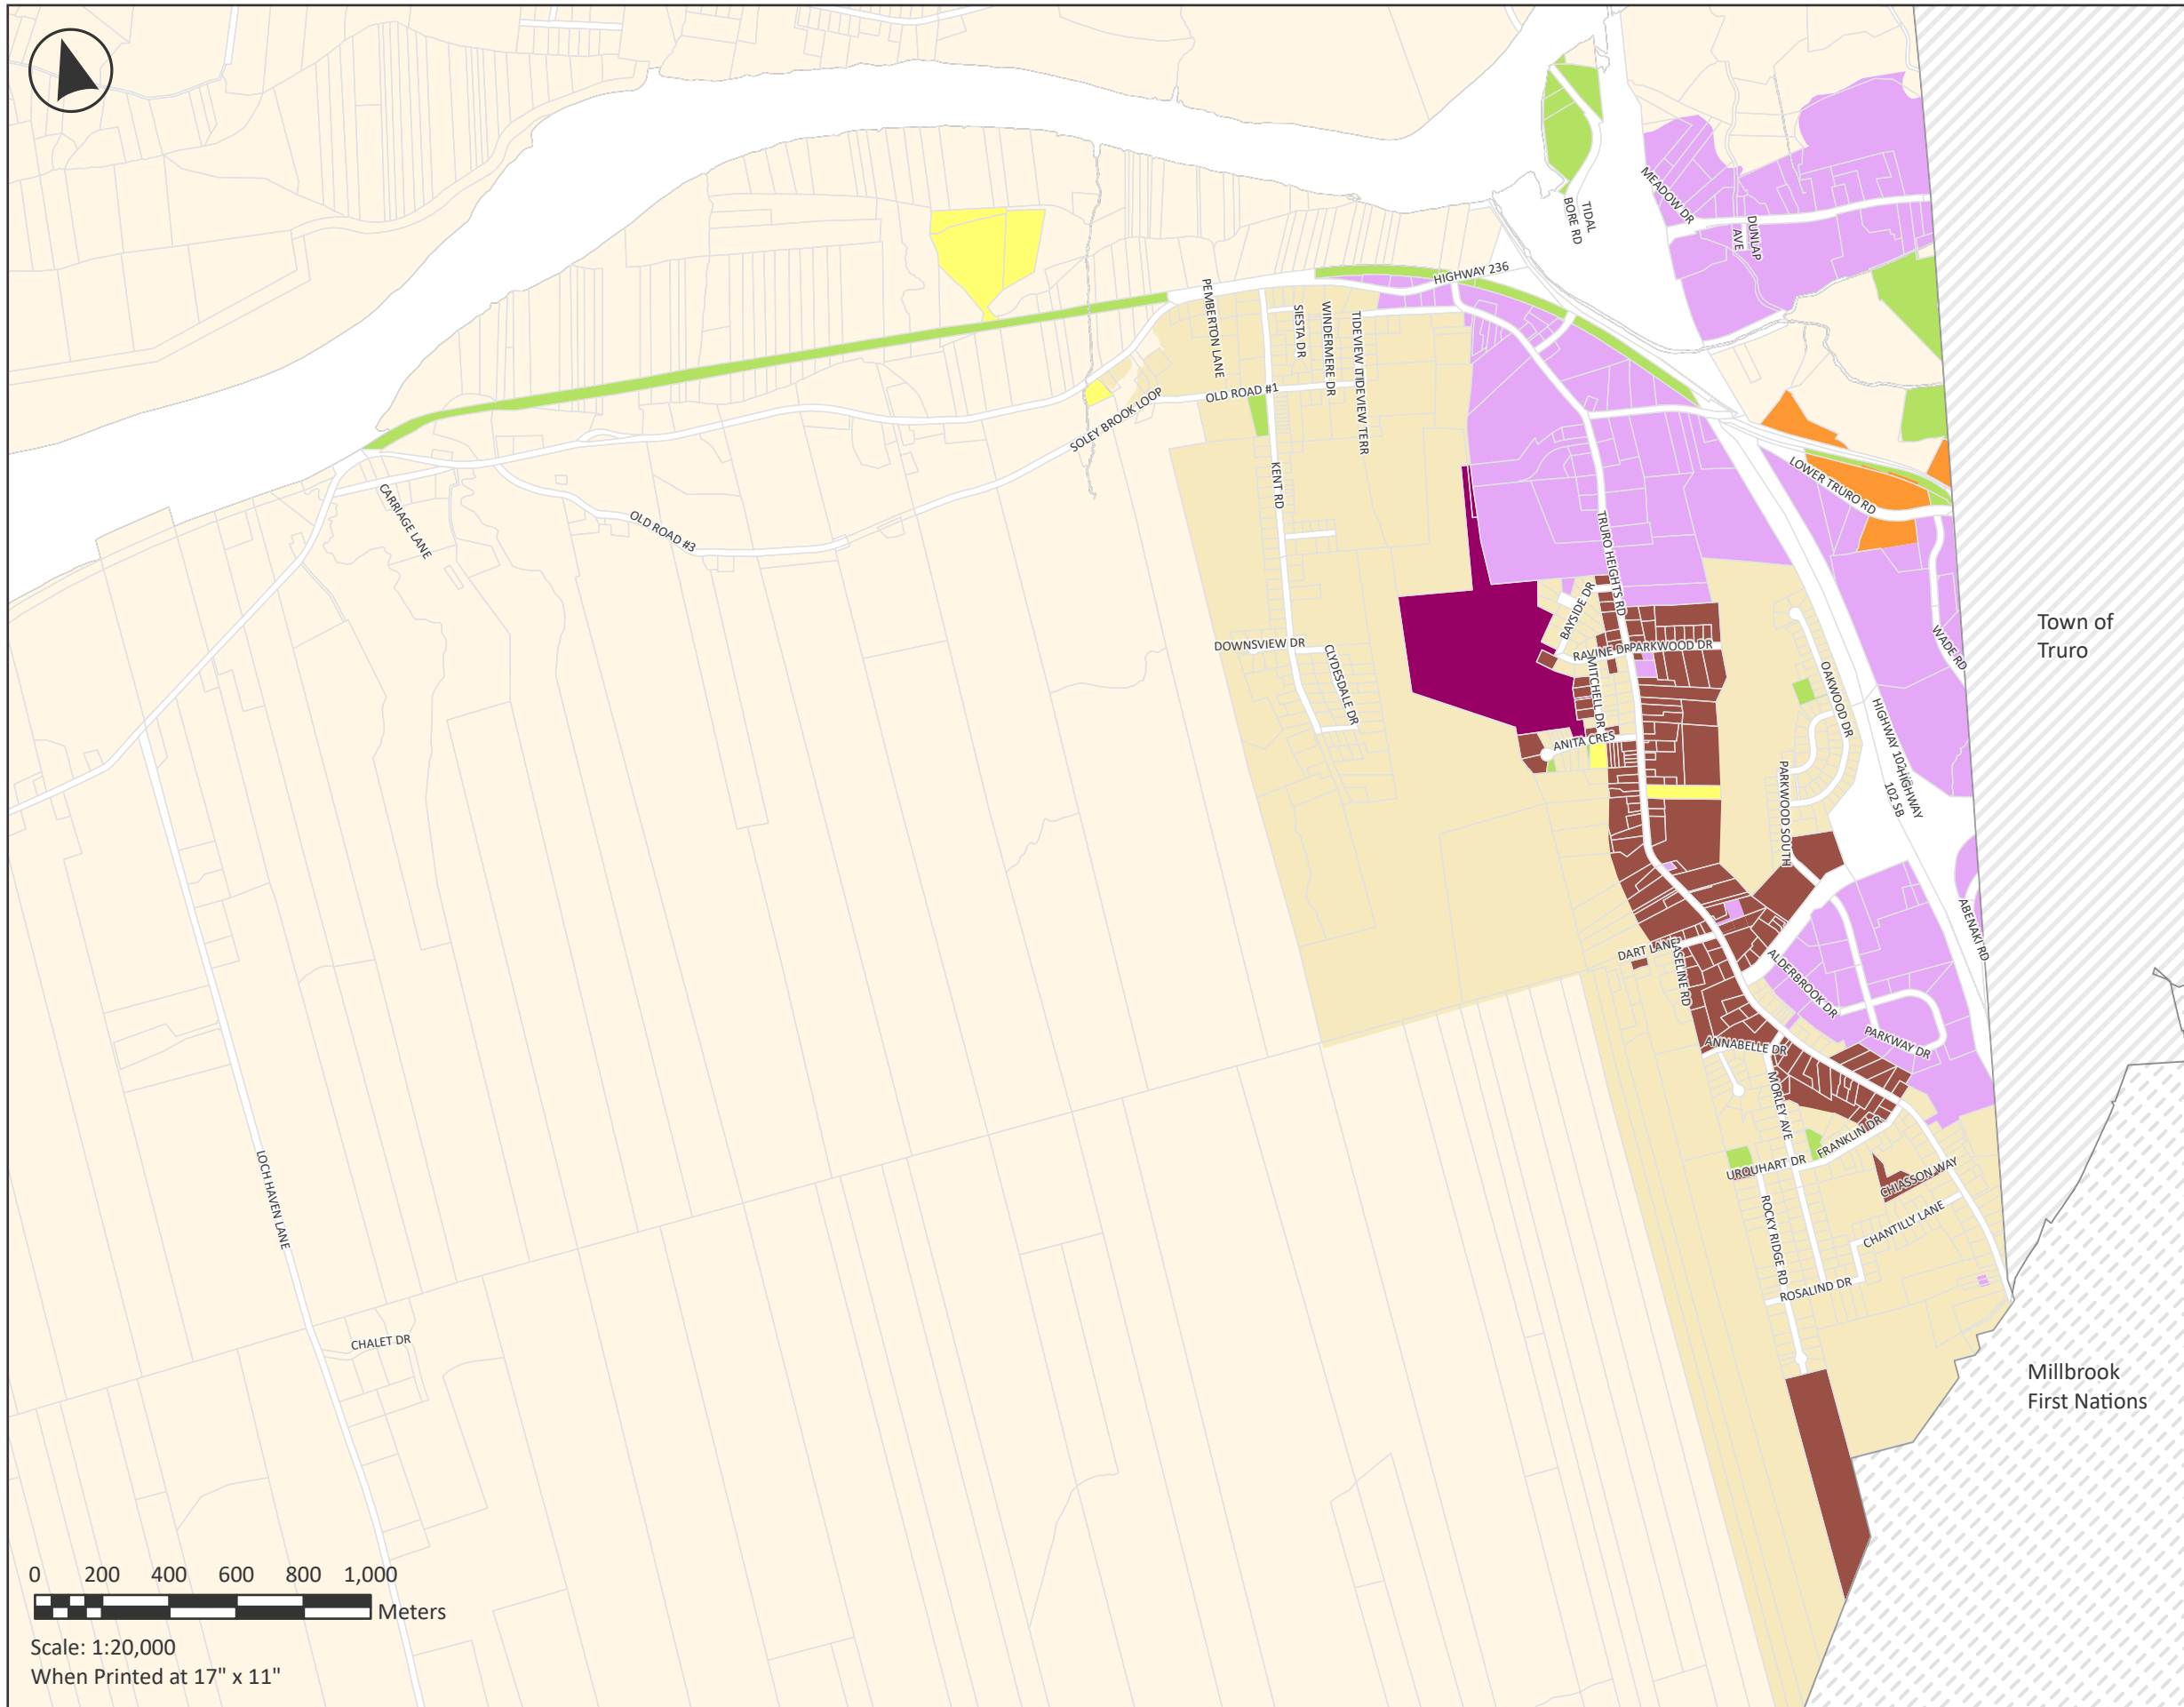 MEADOW DR
TIDAL
BORE RD
DUNLAP
AVE
HIGHWAY 236
PEMBERTON LANE
SIESTA DR
WINDERMERE DR
TIDEVIEW TERR
OLD ROAD #1
SOLEY BROOK LOOP
KENT RD
LOWER TRURO RD
CARRIAGE LANE
OLD ROAD #3
TRURO HEIGHTS RD
BAYSIDE DR
WADE RD
Town of
Truro
DOWNSVIEW DR
CLYDESDALE DR
RAVINE DR
PARKWOOD DR
MITCHELL DR
OAKWOOD DR
ANITA CRES
HIGHWAY 102
HIGHWAY
102 SB
PARKWOOD SOUTH
ABENAKI RD
DART LANE
ALDERBROOK DR
PARKWAY DR
ANNABELLE DR
MORLEY AVE
FRANKLIN DR
URQUHART DR
CHIASSON WAY
CHANTILLY LANE
ROCKY RIDGE RD
ROSALIND DR
LOCH HAVEN LANE
CHALET DR
Millbrook
First Nations
0 200 400 600 800 1,000
Meters
Scale: 1:20,000
When Printed at 17" x 11"